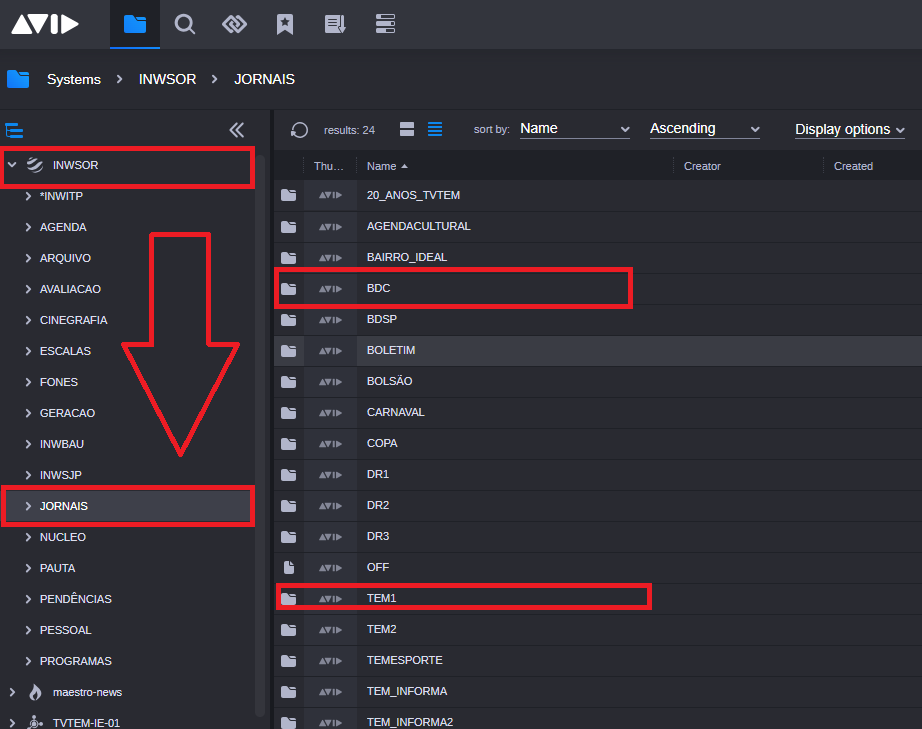 AVID
Systems > INWSOR > JORNAIS
results: 24
sort by: Name Ascending Display options
INWSOR
*INWITP
AGENDA
ARQUIVO
AVALIACAO
CINEGRAFIA
ESCALAS
FONES
GERACAO
INWBAU
INWSJP
JORNAIS
NUCLEO
PAUTA
PENDÊNCIAS
PESSOAL
PROGRAMAS
maestro-news
TVTEM-IE-01
Thu... Name Creator Created
AVID 20_ANOS_TVTEM
AVID AGENDACULTURAL
AVID BAIRRO_IDEAL
AVID BDC
AVID BDSP
AVID BOLETIM
AVID BOLSÃO
AVID CARNAVAL
AVID COPA
AVID DR1
AVID DR2
AVID DR3
AVID OFF
AVID TEM1
AVID TEM2
AVID TEMESPORTE
AVID TEM_INFORMA
AVID TEM_INFORMA2